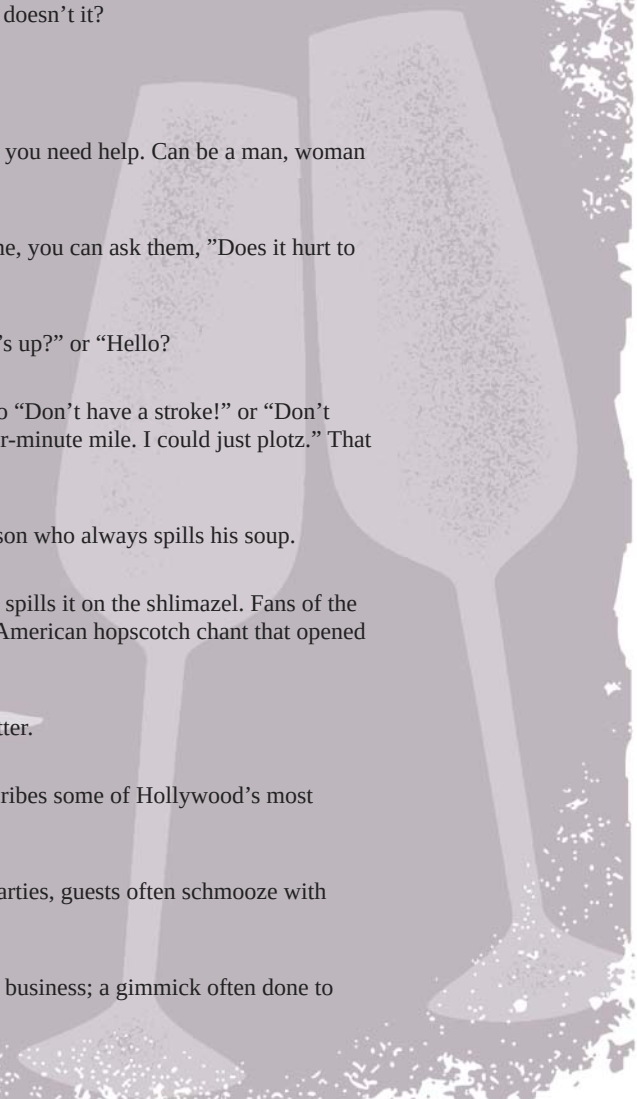 doesn’t it?
you need help. Can be a man, woman
ne, you can ask them, ”Does it hurt to
’s up?” or “Hello?
o “Don’t have a stroke!” or “Don’t
r-minute mile. I could just plotz.” That
son who always spills his soup.
spills it on the shlimazel. Fans of the
American hopscotch chant that opened
tter.
ribes some of Hollywood’s most
arties, guests often schmooze with
business; a gimmick often done to